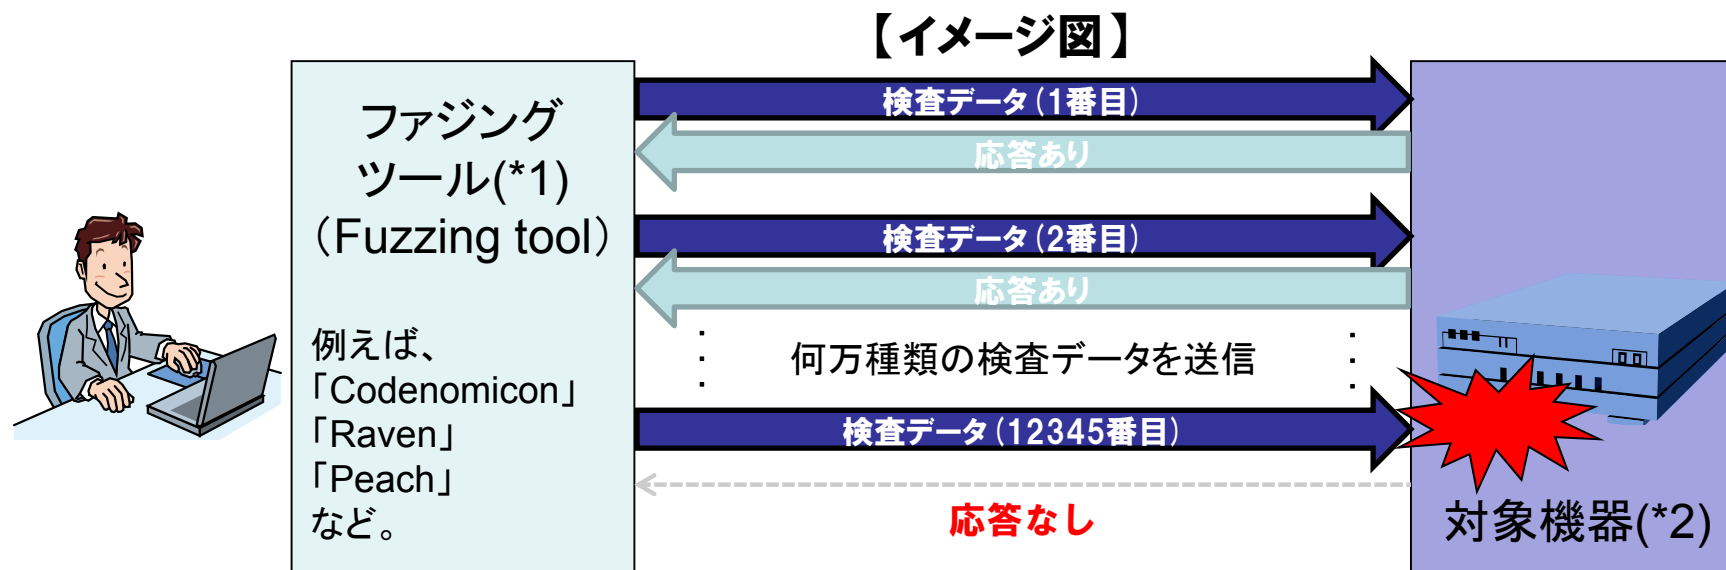 【イメージ図】
ファジング
ツール(*1)
（Fuzzing tool）
例えば、
「Codenomicon」
「Raven」
「Peach」
など。
検査データ（1番目）
応答あり
検査データ（2番目）
応答あり
何万種類の検査データを送信
検査データ（12345番目）
応答なし
対象機器(*2)